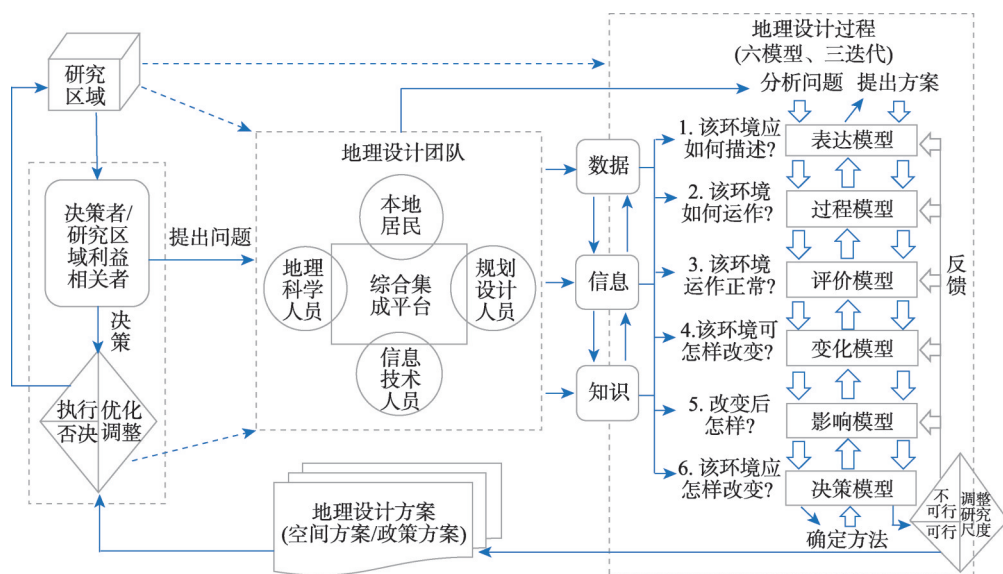 研究
区域
决策者/
研究区
域利益
相关者
提出问题
决
策
执行
优化
否决
调整
地理设计团队
本地
居民
地理
科学
人员
综合集
成平台
规划
设计
人员
信息
技术
人员
数据
信息
知识
地理设计方案
(空间方案/政策方案)
地理设计过程
(六模型、三迭代)
分析问题
提出方案
1. 该环境应
如何描述?
表达模型
2. 该环境
如何运作?
过程模型
3. 该环境
运作正常?
评价模型
4.该环境可
怎样改变?
变化模型
5. 改变后
怎样?
影响模型
6. 该环境应
怎样改变?
决策模型
确定方法
反
馈
不
可行
可行
调整
研究
尺度